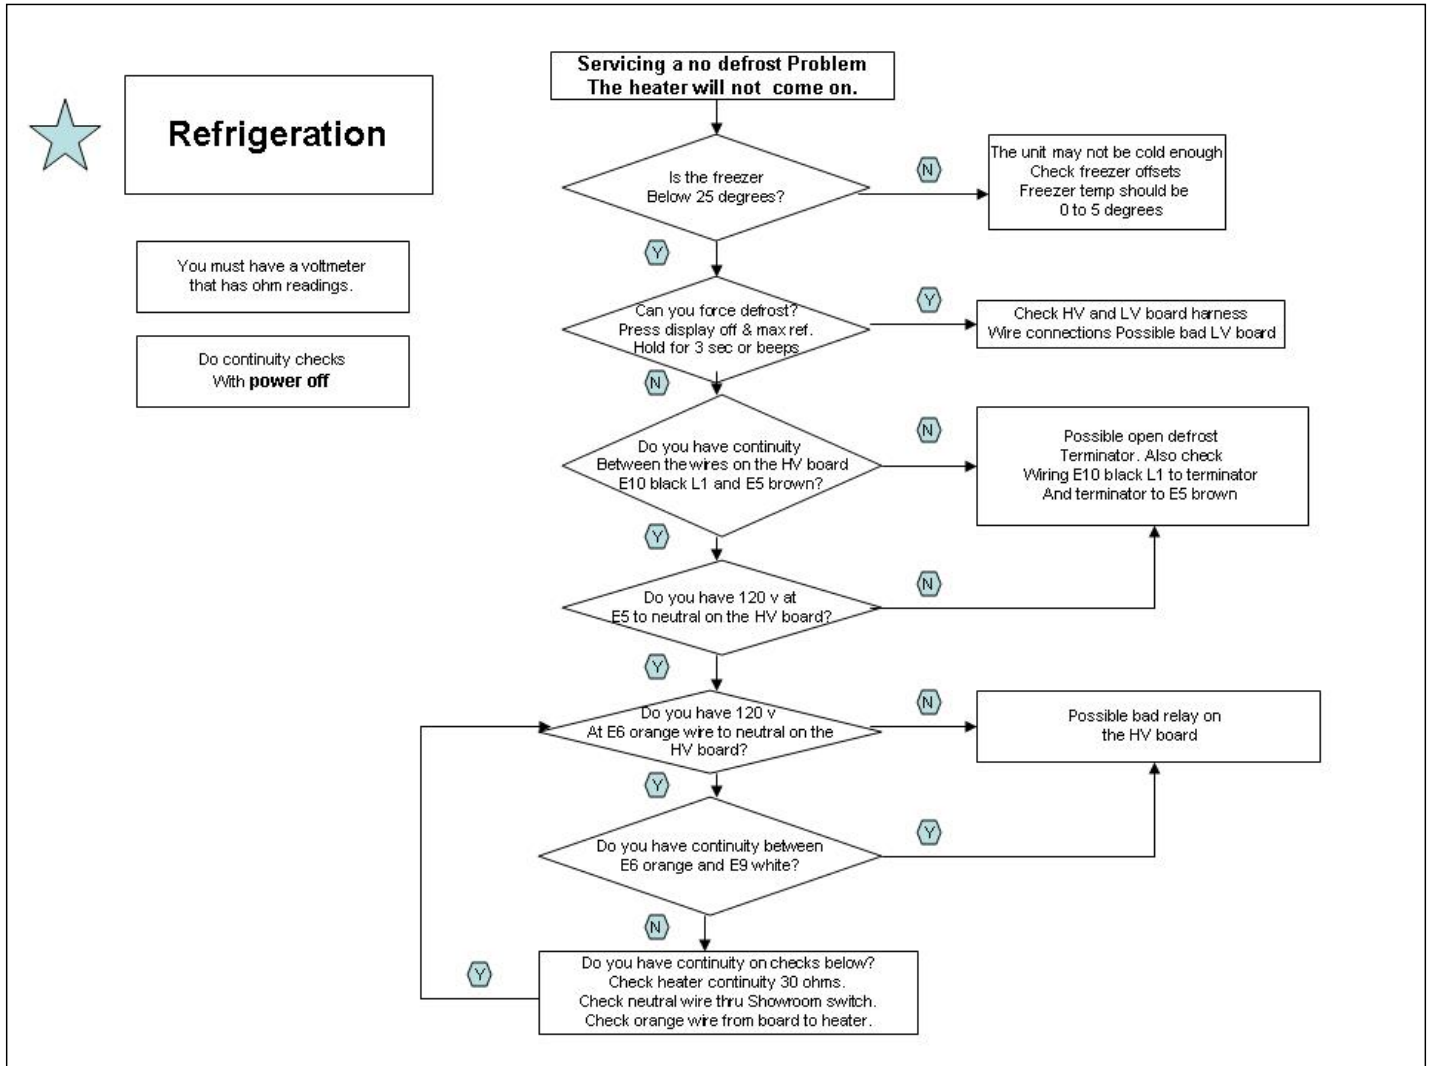 Servicing a no defrost Problem
The heater will not come on.
Refrigeration
You must have a voltmeter
that has ohm readings.
Do continuity checks
With power off
Is the freezer
Below 25 degrees?
N
The unit may not be cold enough
Check freezer offsets
Freezer temp should be
0 to 5 degrees
Y
Can you force defrost?
Press display off & max ref.
Hold for 3 sec or beeps
Y
Check HV and LV board harness
Wire connections Possible bad LV board
N
Do you have continuity
Between the wires on the HV board
E10 black L1 and E5 brown?
N
Possible open defrost
Terminator. Also check
Wiring E10 black L1 to terminator
And terminator to E5 brown
Y
Do you have 120 v at
E5 to neutral on the HV board?
N
Y
Do you have 120 v
At E6 orange wire to neutral on the
HV board?
N
Possible bad relay on
the HV board
Y
Do you have continuity between
E6 orange and E9 white?
Y
N
Do you have continuity on checks below?
Check heater continuity 30 ohms.
Check neutral wire thru Showroom switch.
Check orange wire from board to heater.
Y